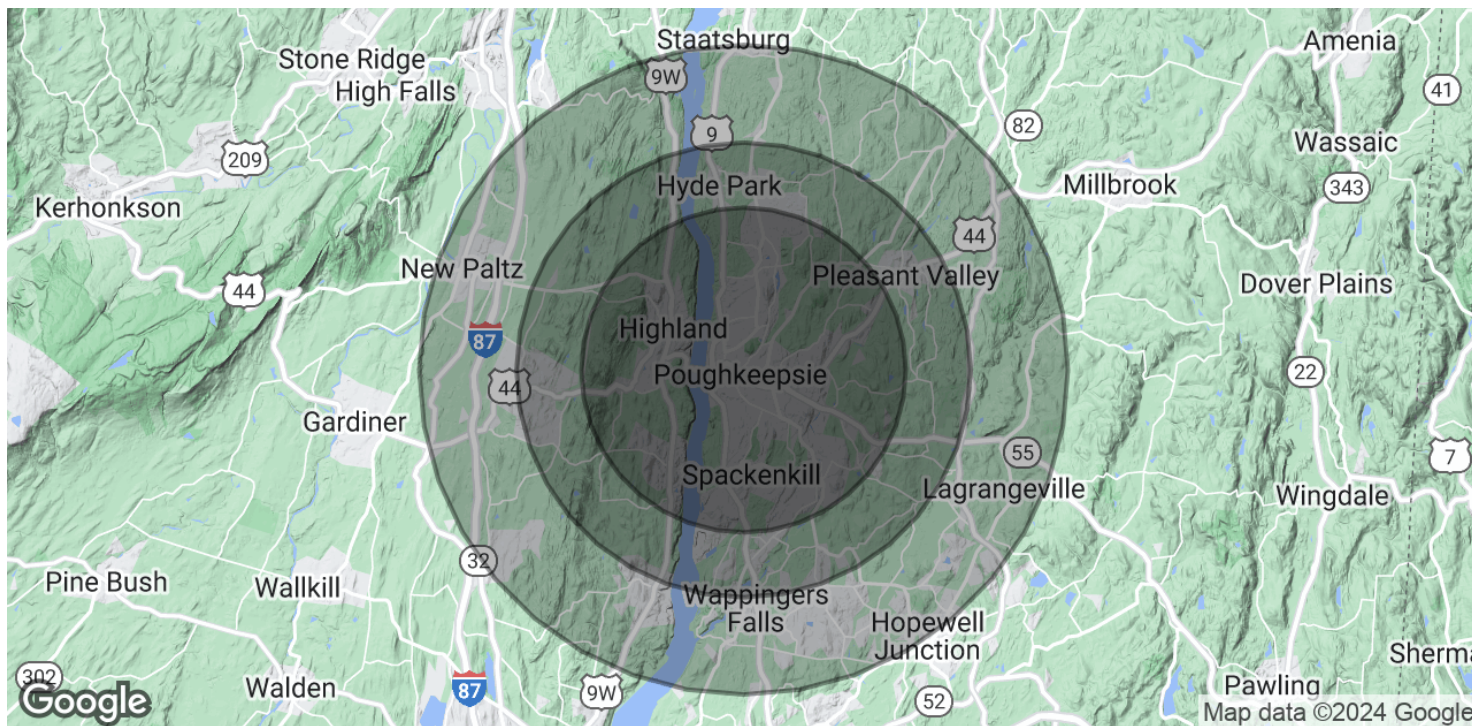 Staatsburg
Amenia
Stone Ridge
9W
High Falls
41
82
9
Wassaic
209
Hyde Park
Millbrook
343
Kerhonkson
44
New Paltz
Pleasant Valley
44
Dover Plains
Highland
87
Poughkeepsie
22
44
Gardiner
55
7
Spackenkill
Lagrangeville
Wingdale
32
Pine Bush
Wallkill
Wappingers
Falls
Hopewell
Junction
Sherma
302
Walden
87
9W
52
Pawling
Google
Map data ©2024 Google